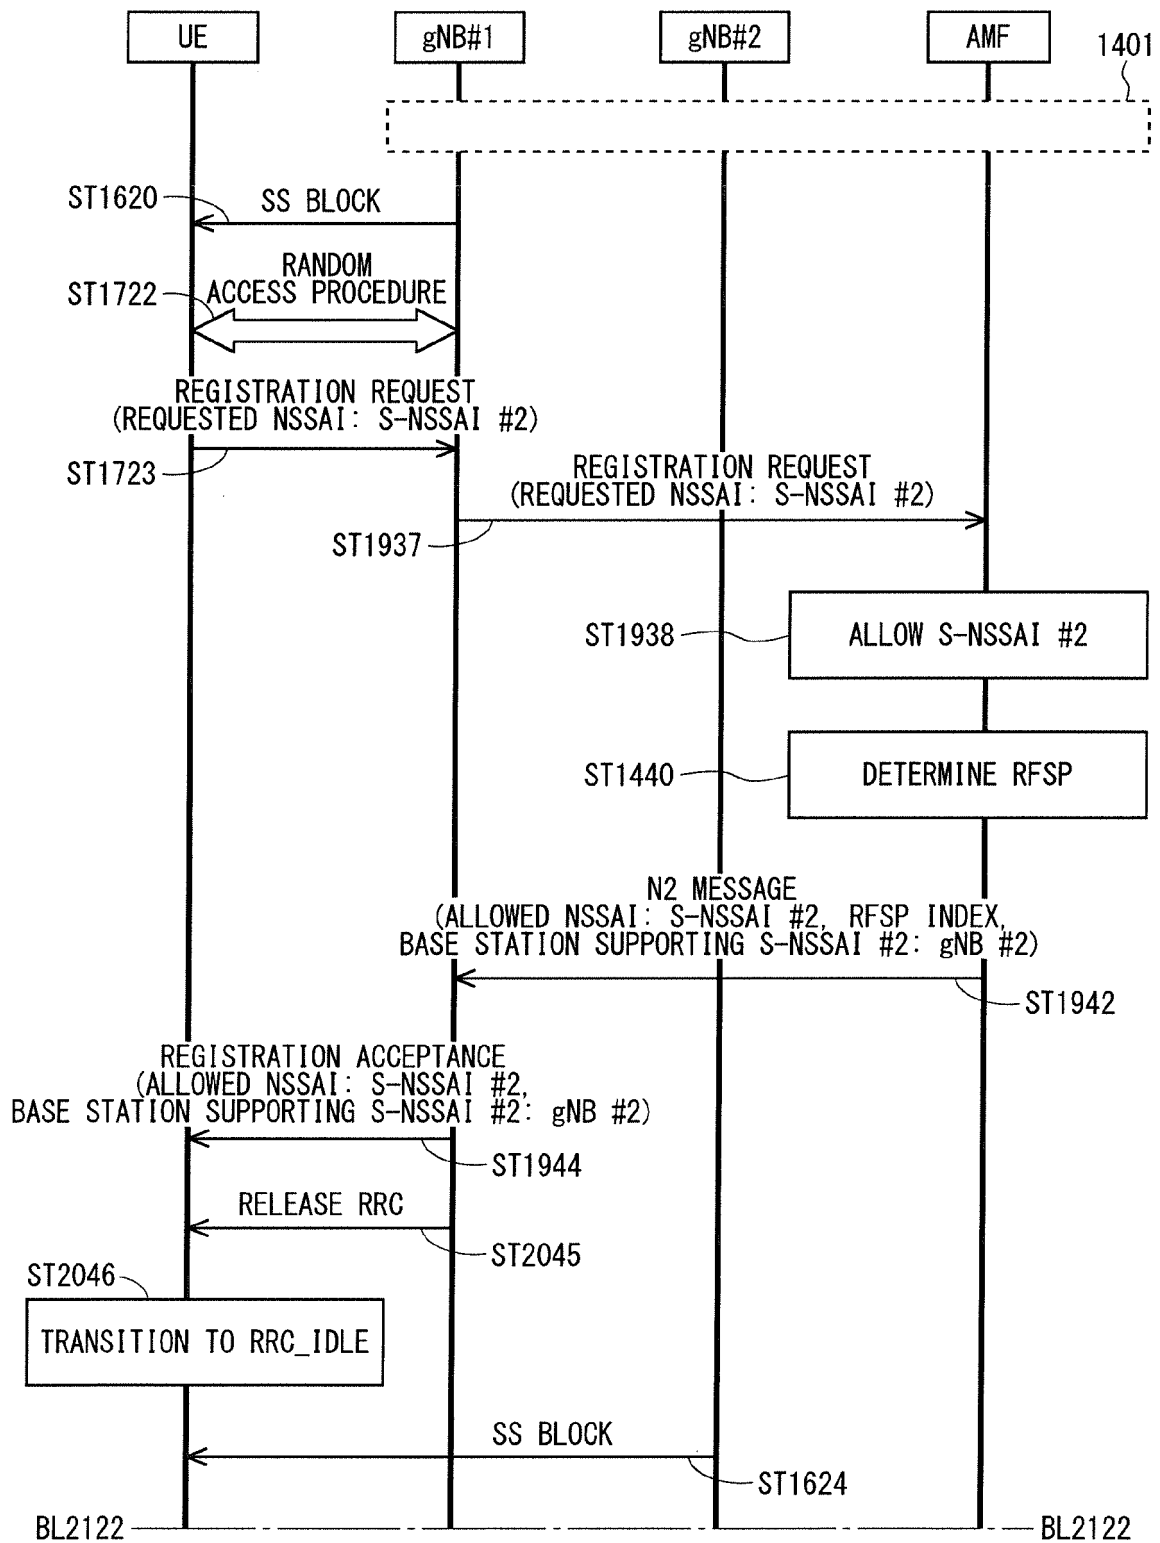 UE
gNB#1
gNB#2
AMF
1401
ST1620
SS BLOCK
RANDOM
ACCESS PROCEDURE
ST1722
REGISTRATION REQUEST
(REQUESTED NSSAI: S-NSSAI #2)
ST1723
REGISTRATION REQUEST
(REQUESTED NSSAI: S-NSSAI #2)
ST1937
ST1938
ALLOW S-NSSAI #2
ST1440
DETERMINE RFSP
N2 MESSAGE
(ALLOWED NSSAI: S-NSSAI #2, RFSP INDEX,
BASE STATION SUPPORTING S-NSSAI #2: gNB #2)
ST1942
REGISTRATION ACCEPTANCE
(ALLOWED NSSAI: S-NSSAI #2,
BASE STATION SUPPORTING S-NSSAI #2: gNB #2)
ST1944
RELEASE RRC
ST2045
ST2046
TRANSITION TO RRC_IDLE
SS BLOCK
ST1624
BL2122
BL2122